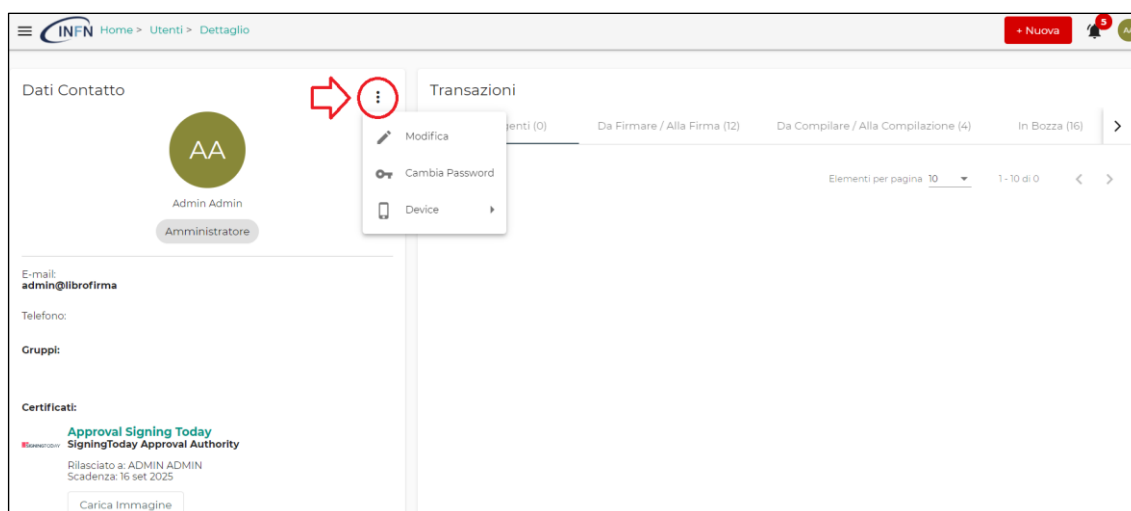 INFN Home > Utenti > Dettaglio
+ Nuova
5
Dati Contatto
AA
Admin Admin
Amministratore
E-mail:
admin@librofirma
Telefono:
Gruppi:
Certificati:
Approval Signing Today
SigningToday Approval Authority
Rilasciato a: ADMIN ADMIN
Scadenza: 16 set 2025
Carica Immagine
Modifica
Cambia Password
Device
Transazioni
genti (0) Da Firmare / Alla Firma (12) Da Compilare / Alla Compilazione (4) In Bozza (16)
Elementi per pagina 10 1 - 10 di 0